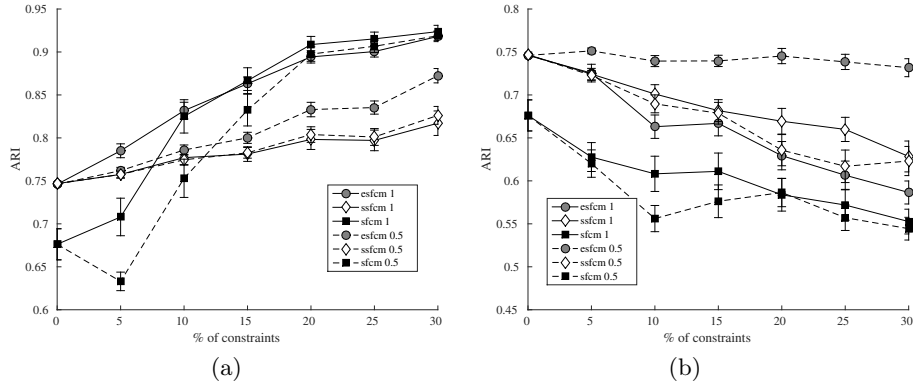 0.95
0.9
0.85
0.8
0.75
0.7
0.65
0.6
ARI
0 5 10 15 20 25 30
% of constraints
esfcm 1
ssfcm 1
sfcm 1
esfcm 0.5
ssfcm 0.5
sfcm 0.5
(a)
0.8
0.75
0.7
0.65
0.6
0.55
0.5
0.45
ARI
0 5 10 15 20 25 30
% of constraints
esfcm 1
ssfcm 1
sfcm 1
esfcm 0.5
ssfcm 0.5
sfcm 0.5
(b)